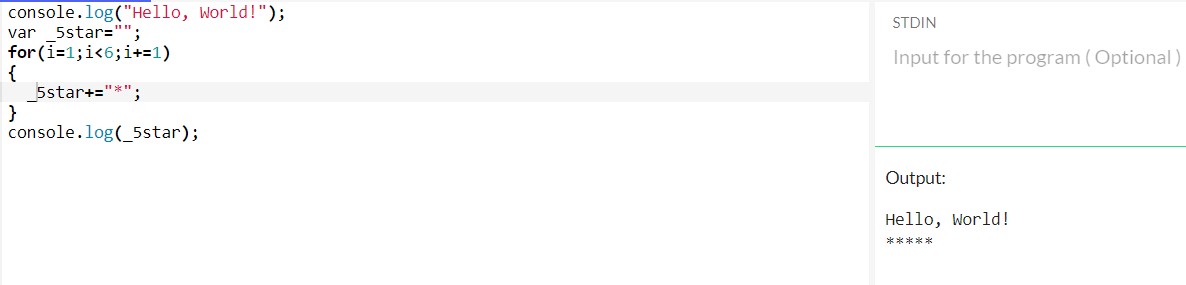 console.log("Hello, World!");
var _5star="";
for(i=1;i<6;i+=1)
{
  _5star+="*";
}
console.log(_5star);
STDIN
Input for the program ( Optional )
Output:
Hello, World!
*****